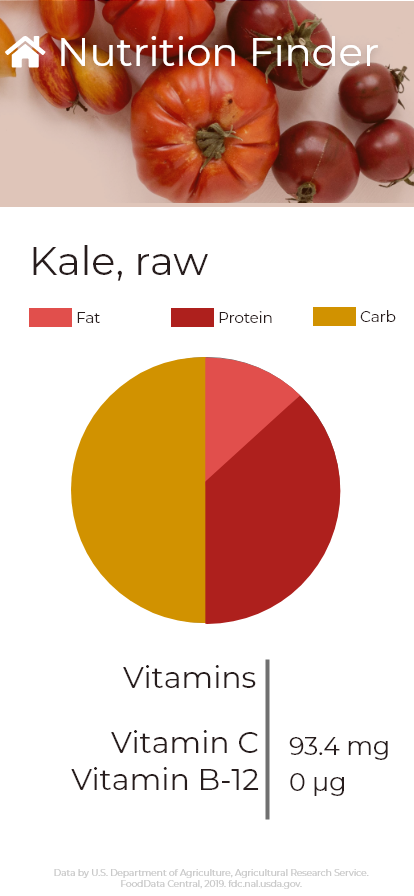 Nutrition Finder
Kale, raw
Fat Protein Carb
Vitamins
Vitamin C 93.4 mg
Vitamin B-12 0 µg
Data by U.S. Department of Agriculture, Agricultural Research Service.
FoodData Central, 2019. fdc.nal.usda.gov.